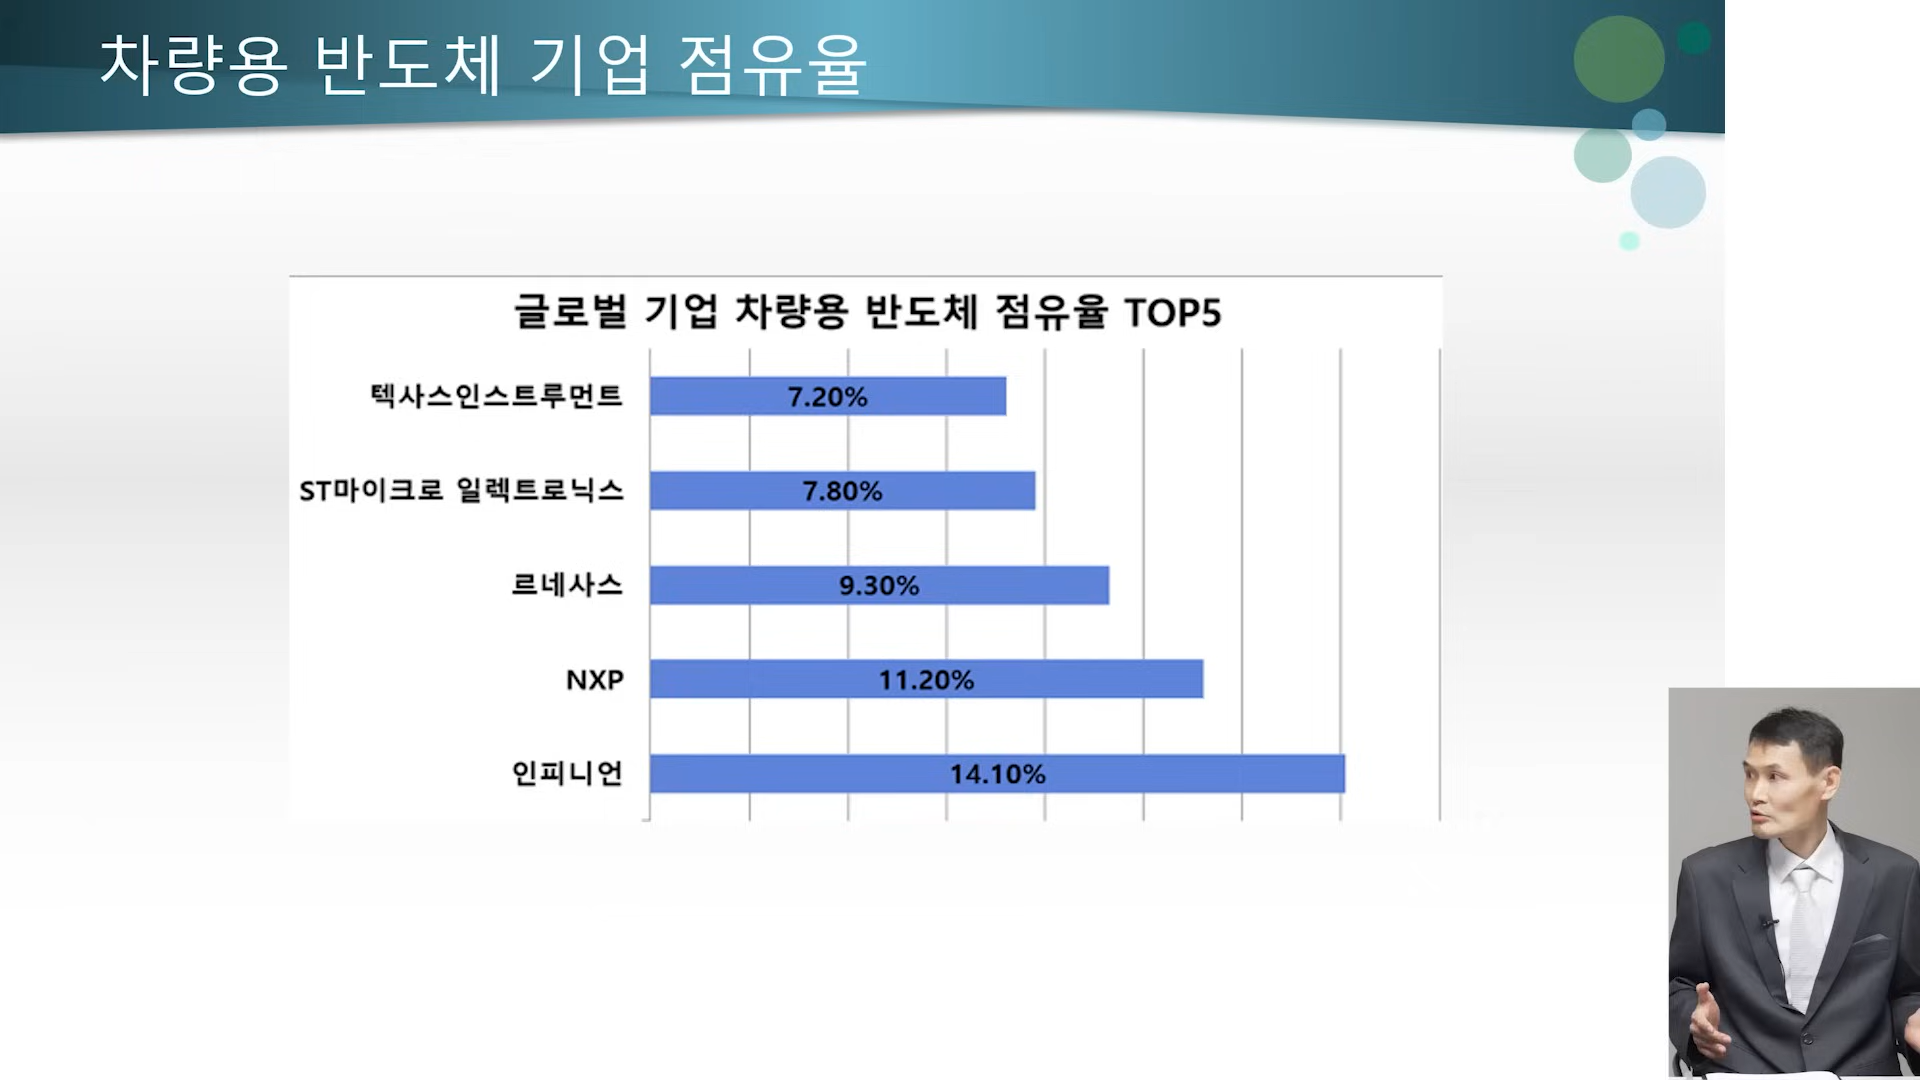 차량용 반도체 기업 점유율
글로벌 기업 차량용 반도체 점유율 TOP5
텍사스인스트루먼트 7.20%
ST마이크로 일렉트로닉스 7.80%
르네사스 9.30%
NXP 11.20%
인피니언 14.10%